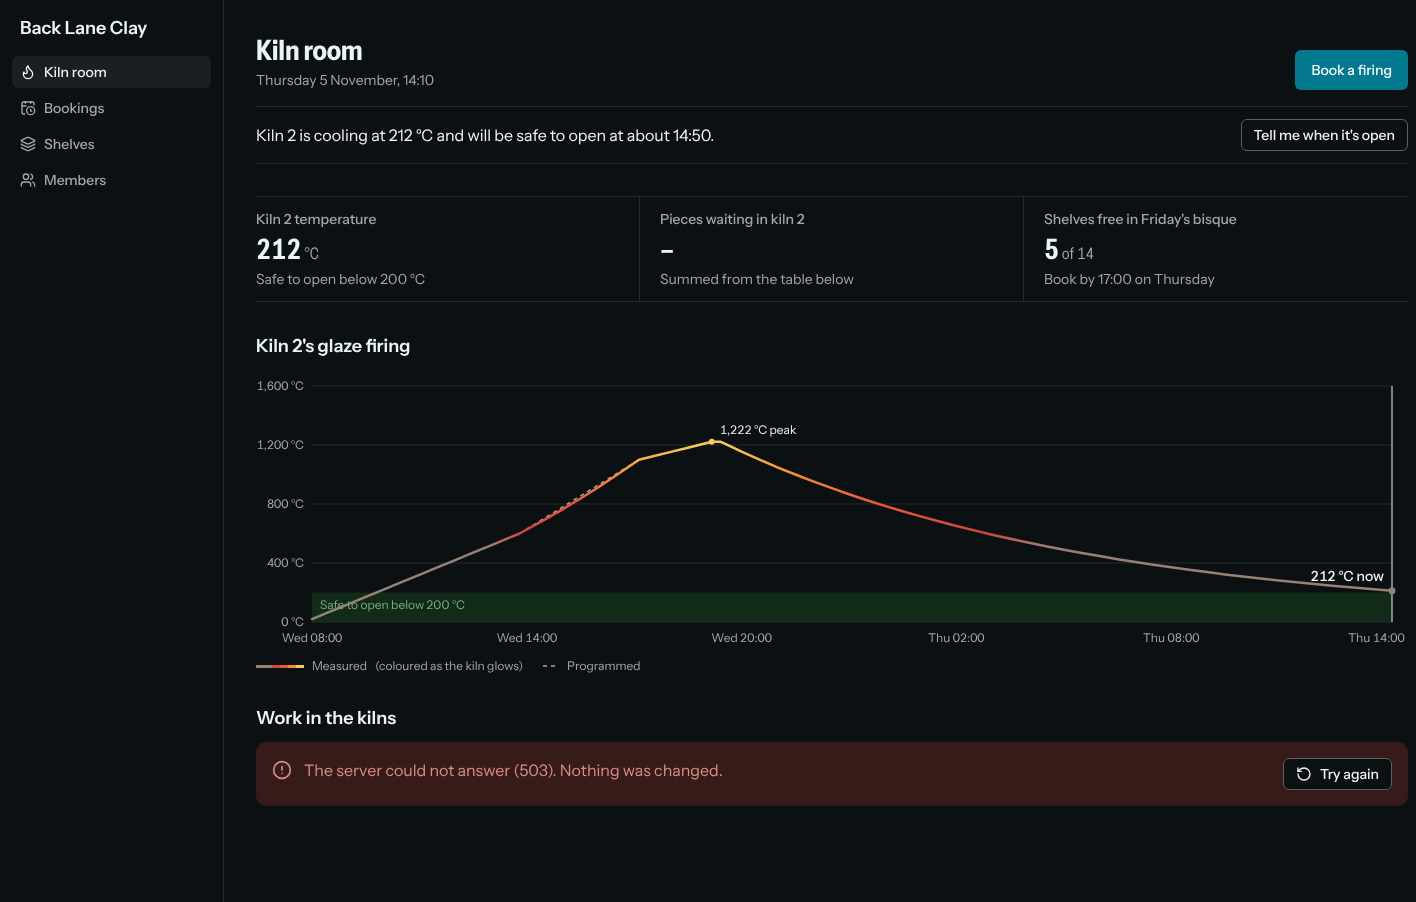 Back Lane Clay
Kiln room
Bookings
Shelves
Members
Kiln room
Thursday 5 November, 14:10
Book a firing
Kiln 2 is cooling at 212 °C and will be safe to open at about 14:50.
Tell me when it's open
Kiln 2 temperature
212 °C
Safe to open below 200 °C
Pieces waiting in kiln 2
–
Summed from the table below
Shelves free in Friday's bisque
5 of 14
Book by 17:00 on Thursday
Kiln 2's glaze firing
1,600 °C
1,200 °C
800 °C
400 °C
0 °C
1,222 °C peak
212 °C now
Safe to open below 200 °C
Wed 08:00
Wed 14:00
Wed 20:00
Thu 02:00
Thu 08:00
Thu 14:00
Measured (coloured as the kiln glows)
Programmed
Work in the kilns
The server could not answer (503). Nothing was changed.
Try again